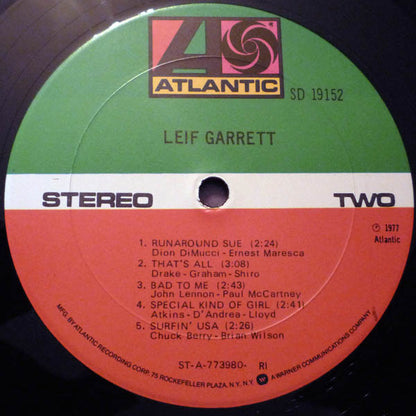 ATLANTIC
SD 19152
LEIF GARRETT
STEREO TWO
℗ 1977
Atlantic
1. RUNAROUND SUE (2:24)
Dion DiMucci - Ernest Maresca
2. THAT'S ALL (3:08)
Drake - Graham - Shiro
3. BAD TO ME (2:43)
John Lennon - Paul McCartney
4. SPECIAL KIND OF GIRL (2:41)
Atkins - D'Andrea - Lloyd
5. SURFIN' USA (2:26)
Chuck Berry - Brian Wilson
ST-A-773980- RI
MFG. BY ATLANTIC RECORDING CORP. 75 ROCKEFELLER PLAZA, N.Y. N.Y. A WARNER COMMUNICATIONS COMPANY